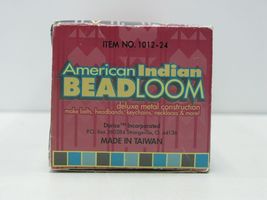 ITEM NO. 1012-24
American Indian
BEADLOOM
deluxe metal construction
make belts, headbands, keychains, necklaces & more!
Incorporated
P.O. Box
MADE IN TAIWAN